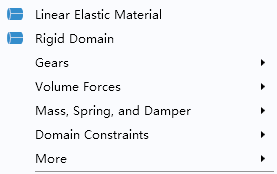 Linear Elastic Material
Rigid Domain
Gears
Volume Forces
Mass, Spring, and Damper
Domain Constraints
More